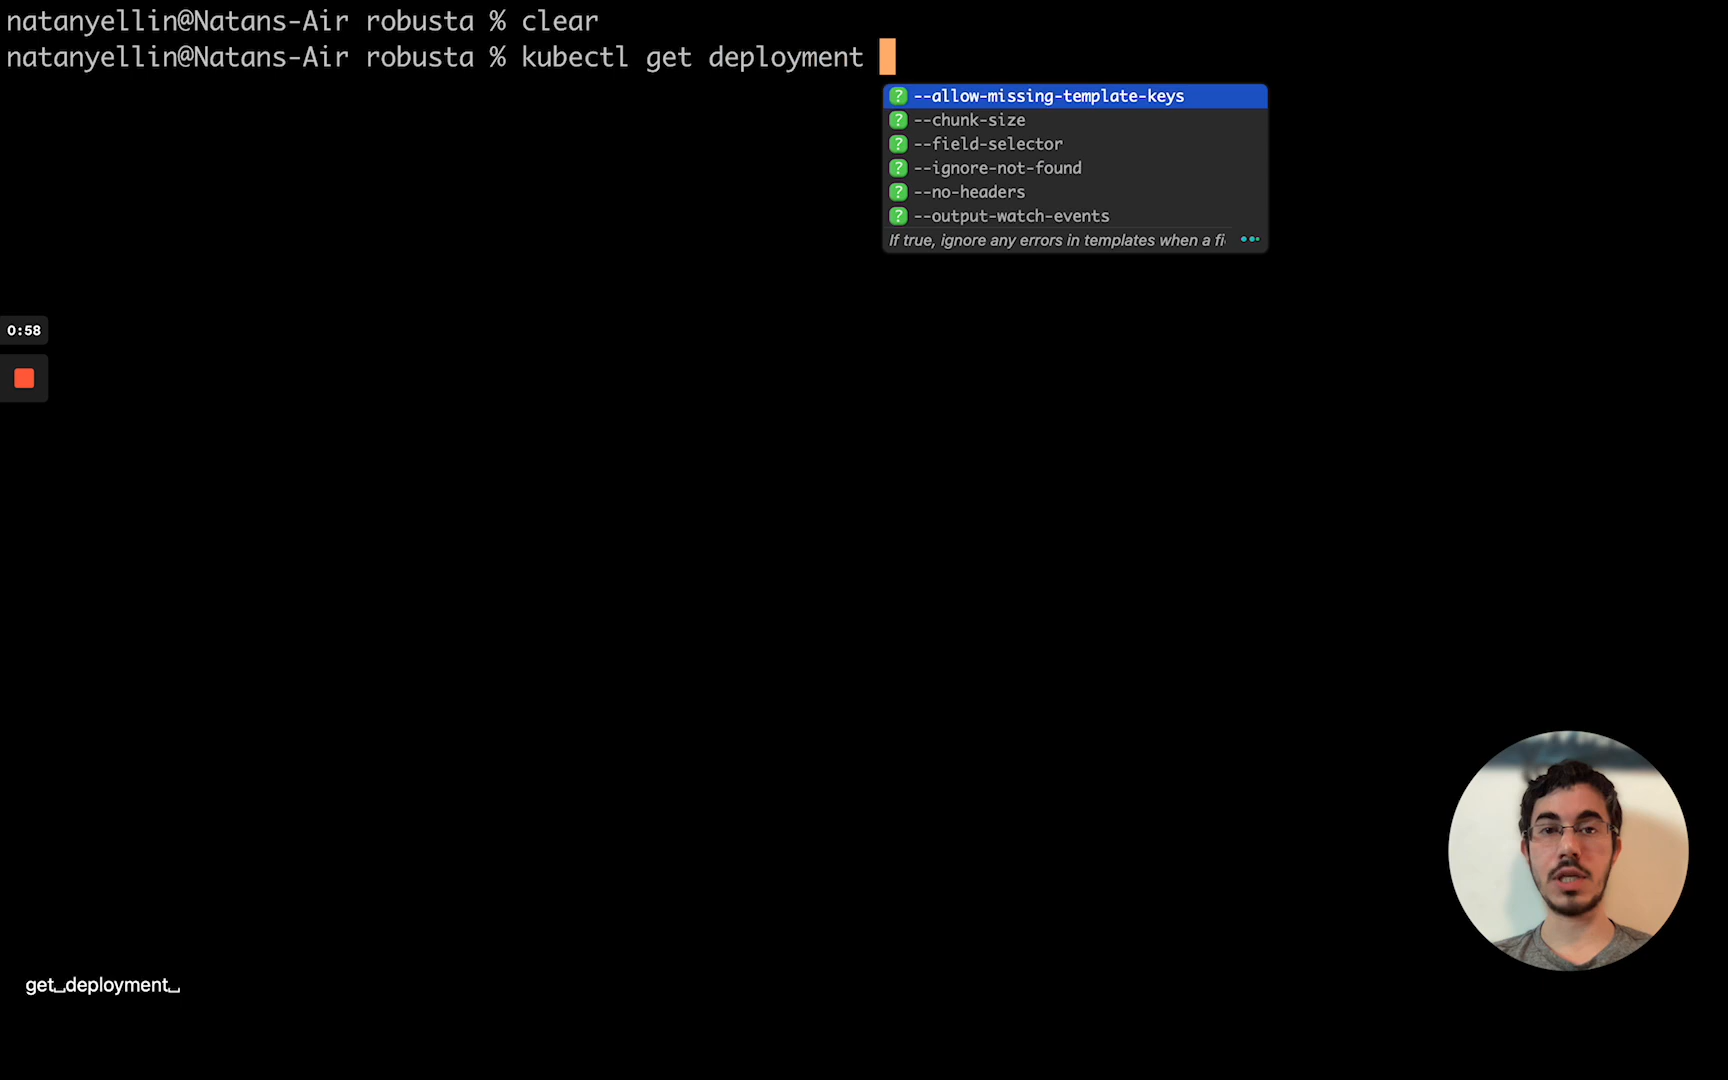 natanyellin@Natans-Air robusta % clear
natanyellin@Natans-Air robusta % kubectl get deployment
--allow-missing-template-keys
--chunk-size
--field-selector
--ignore-not-found
--no-headers
--output-watch-events
If true, ignore any errors in templates when a fi
0:58
get␣deployment␣